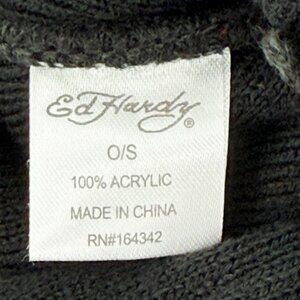 Ed Hardy®
O/S
100% ACRYLIC
MADE IN CHINA
RN#164342